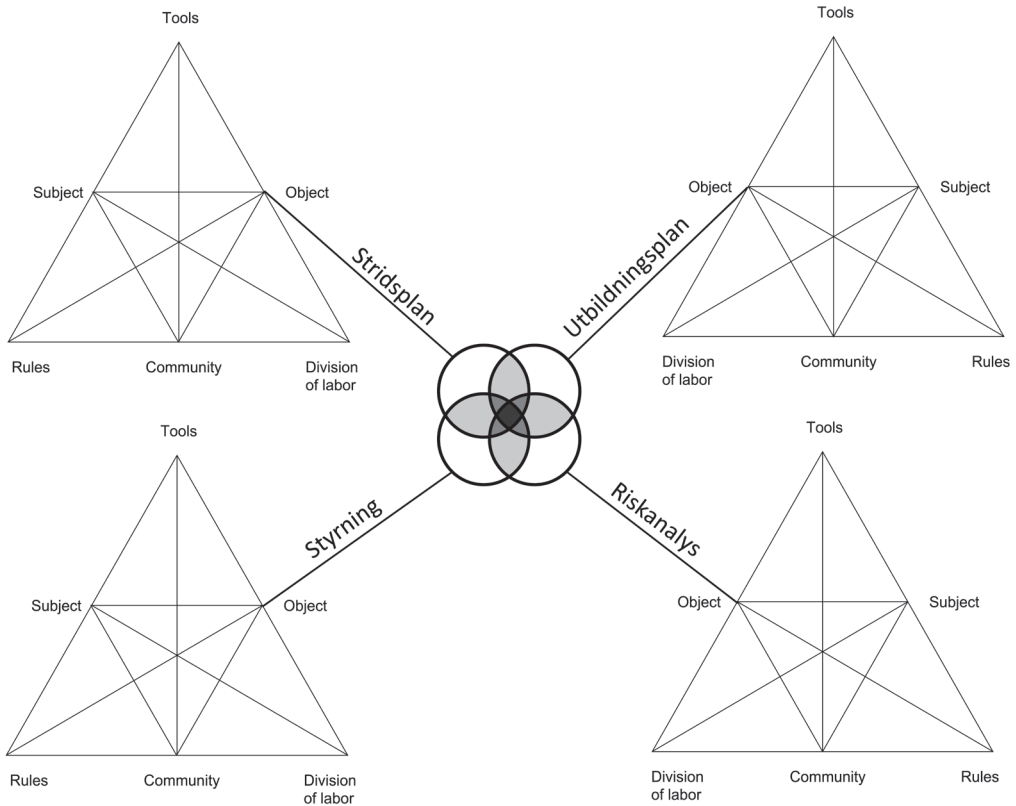 Tools
Subject
Object
Rules
Community
Division
of labor
Stridsplan
Tools
Object
Subject
Division
of labor
Community
Rules
Utbildningsplan
Tools
Subject
Object
Rules
Community
Division
of labor
Styrning
Tools
Object
Subject
Division
of labor
Community
Rules
Riskanalys